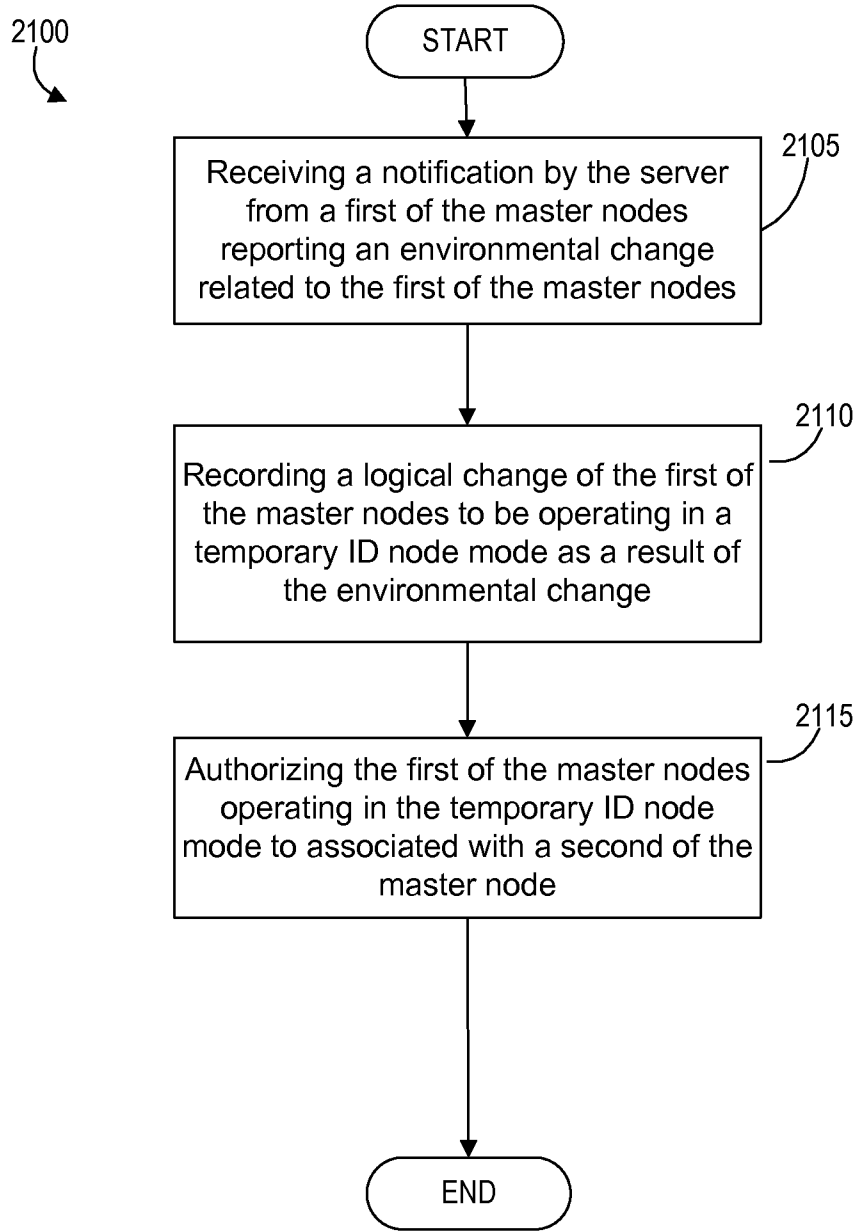 2100
START
2105
Receiving a notification by the server
from a first of the master nodes
reporting an environmental change
related to the first of the master nodes
2110
Recording a logical change of the first of
the master nodes to be operating in a
temporary ID node mode as a result of
the environmental change
2115
Authorizing the first of the master nodes
operating in the temporary ID node
mode to associated with a second of the
master node
END